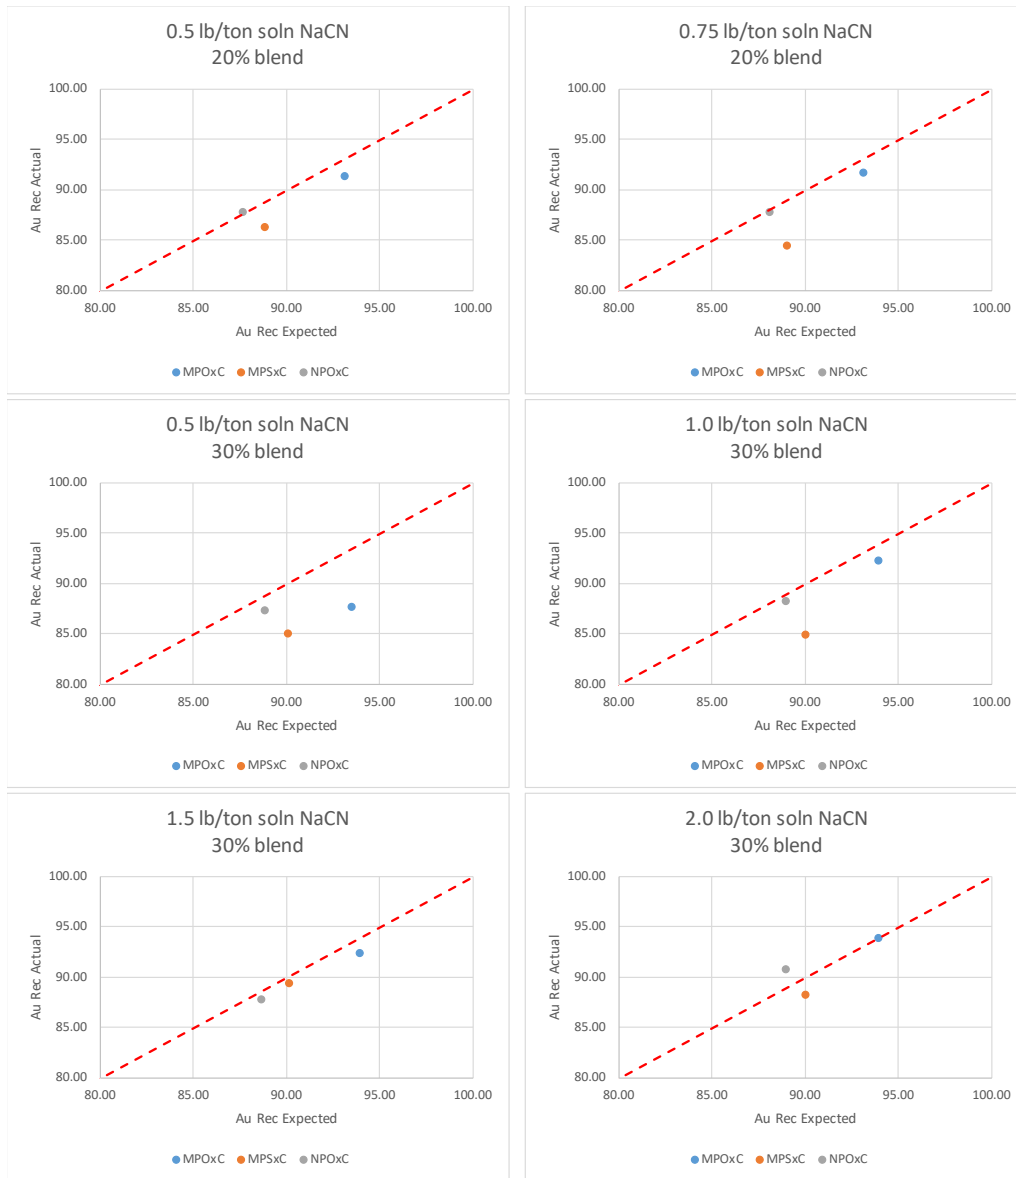 0.5 lb/ton soln NaCN
20% blend
100.00
95.00
90.00
85.00
80.00
Au Rec Actual
80.00 85.00 90.00 95.00 100.00
Au Rec Expected
MPOxC MPSxC NPOxC
0.75 lb/ton soln NaCN
20% blend
100.00
95.00
90.00
85.00
80.00
Au Rec Actual
80.00 85.00 90.00 95.00 100.00
Au Rec Expected
MPOxC MPSxC NPOxC
0.5 lb/ton soln NaCN
30% blend
100.00
95.00
90.00
85.00
80.00
Au Rec Actual
80.00 85.00 90.00 95.00 100.00
Au Rec Expected
MPOxC MPSxC NPOxC
1.0 lb/ton soln NaCN
30% blend
100.00
95.00
90.00
85.00
80.00
Au Rec Actual
80.00 85.00 90.00 95.00 100.00
Au Rec Expected
MPOxC MPSxC NPOxC
1.5 lb/ton soln NaCN
30% blend
100.00
95.00
90.00
85.00
80.00
Au Rec Actual
80.00 85.00 90.00 95.00 100.00
Au Rec Expected
MPOxC MPSxC NPOxC
2.0 lb/ton soln NaCN
30% blend
100.00
95.00
90.00
85.00
80.00
Au Rec Actual
80.00 85.00 90.00 95.00 100.00
Au Rec Expected
MPOxC MPSxC NPOxC